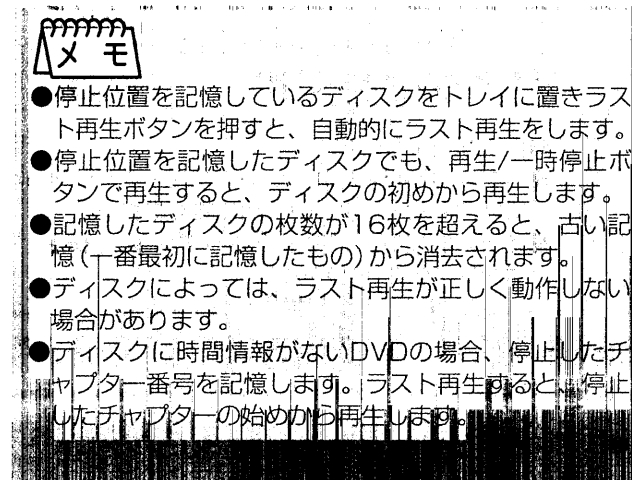 メモ
●停止位置を記憶しているディスクをトレイに置きラス
ト再生ボタンを押すと、自動的にラスト再生をします。
●停止位置を記憶したディスクでも、再生/一時停止ボ
タンで再生すると、ディスクの初めから再生します。
●記憶したディスクの枚数が16枚を超えると、古い記
憶(一番最初に記憶したもの)から消去されます。
●ディスクによっては、ラスト再生が正しく動作しない
場合があります。
●ディスクに時間情報がないDVDの場合、停止したチ
ャプター番号を記憶します。ラスト再生すると、停止
したチャプターの始めから再生します。